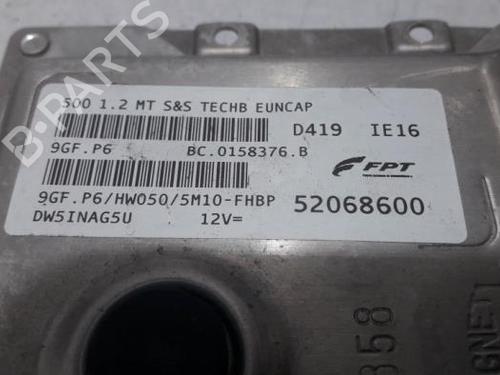 B-PARTS
500 1.2 MT S&S TECHB EUNCAP
D419 IE16
9GF.P6 BC.0158376.B
FPT
9GF.P6/HW050/5M10-FHBP 52068600
DW5INAG5U 12V=
358